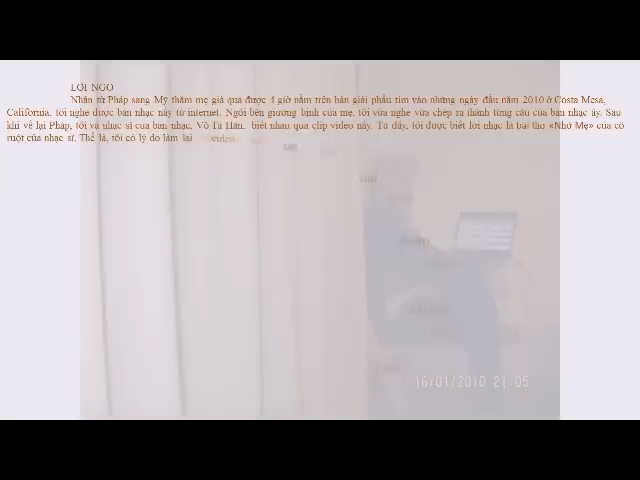 LỜI NGỎ
Nhân từ Pháp sang Mỹ thăm mẹ già qua được 4 giờ nằm trên bàn giải phẩu tim vào những ngày đầu năm 2010 ở Costa Mesa,
California, tôi nghe được bản nhạc nầy từ internet. Ngồi bên giường bịnh của mẹ, tôi vừa nghe vừa chép ra thành từng câu của bản nhạc ấy. Sau
khi về lại Pháp, tôi và nhạc sĩ của bản nhạc, Võ Tá Hân, biết nhau qua clip video nầy. Từ đây, tôi được biết lời nhạc là bài thơ «Nhớ Mẹ» của cô
ruột của nhạc sĩ. Thế là, tôi có lý do làm lại video
16/01/2010 21:05